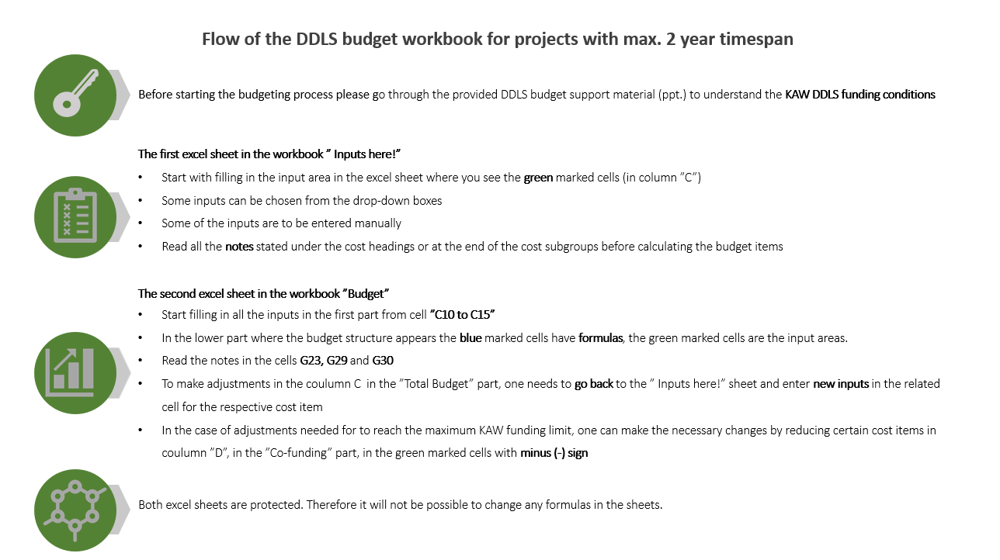 Flow of the DDLS budget workbook for projects with max. 2 year timespan
Before starting the budgeting process please go through the provided DDLS budget support material (ppt.) to understand the KAW DDLS funding conditions
The first excel sheet in the workbook ” Inputs here!”
• Start with filling in the input area in the excel sheet where you see the green marked cells (in column ”C”)
• Some inputs can be chosen from the drop-down boxes
• Some of the inputs are to be entered manually
• Read all the notes stated under the cost headings or at the end of the cost subgroups before calculating the budget items
The second excel sheet in the workbook ”Budget”
• Start filling in all the inputs in the first part from cell ”C10 to C15”
• In the lower part where the budget structure appears the blue marked cells have formulas, the green marked cells are the input areas.
• Read the notes in the cells G23, G29 and G30
• To make adjustments in the coulumn C in the ”Total Budget” part, one needs to go back to the ” Inputs here!” sheet and enter new inputs in the related
cell for the respective cost item
• In the case of adjustments needed for to reach the maximum KAW funding limit, one can make the necessary changes by reducing certain cost items in
coulumn ”D”, in the ”Co-funding” part, in the green marked cells with minus (-) sign
Both excel sheets are protected. Therefore it will not be possible to change any formulas in the sheets.